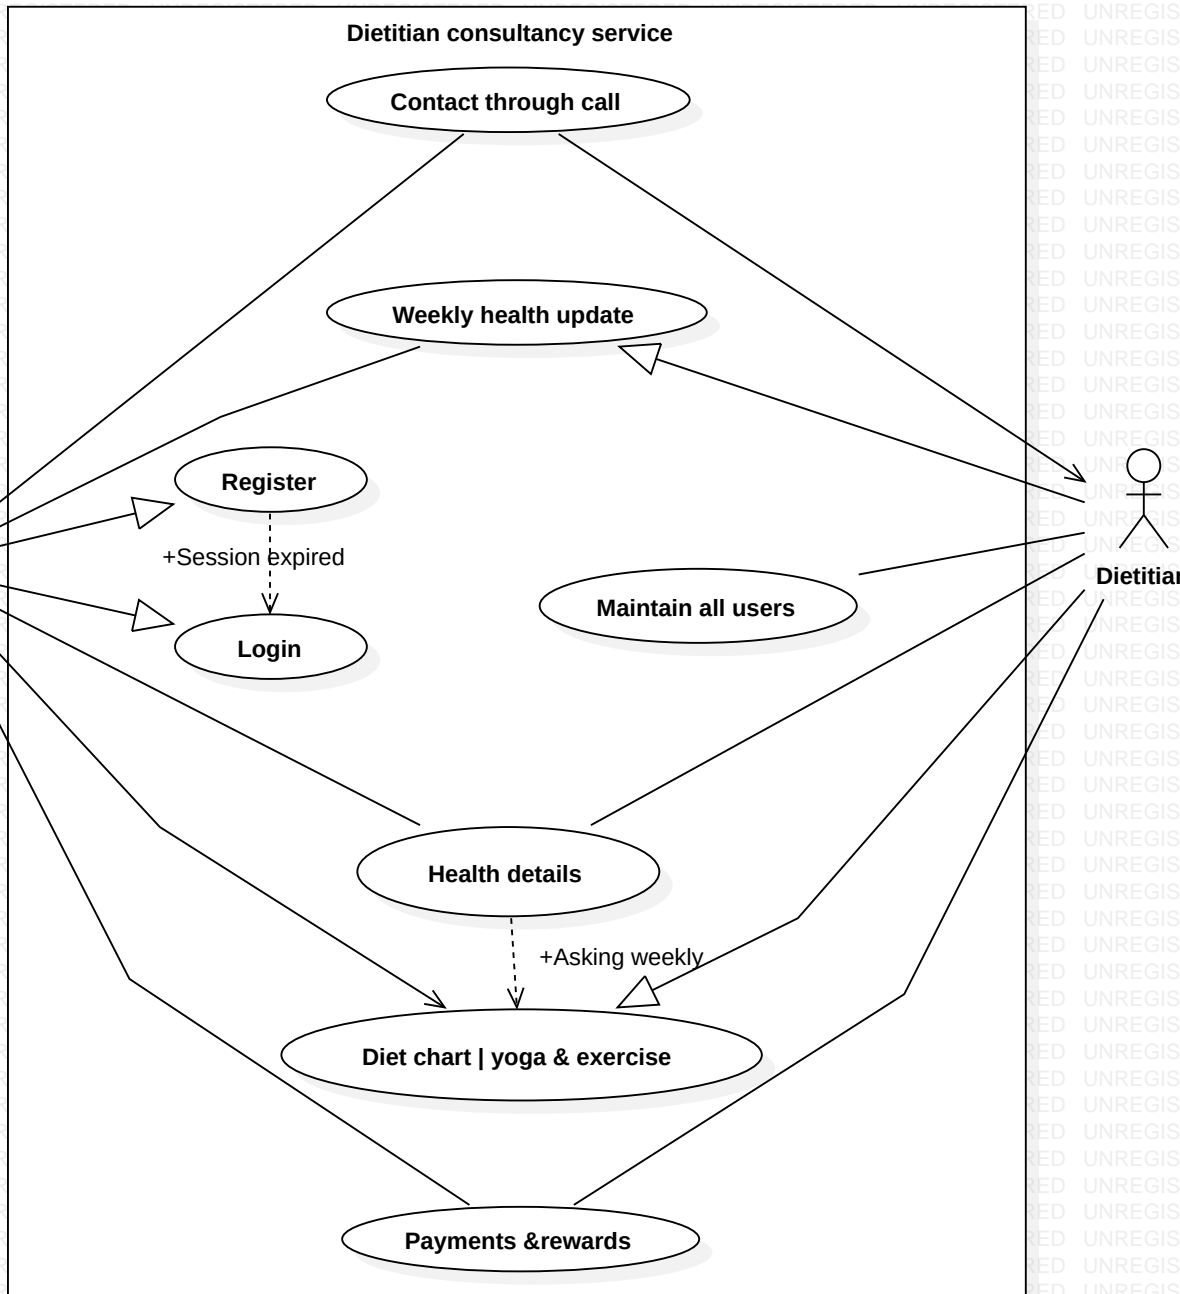 Dietitian consultancy service
Contact through call
Weekly health update
Register
+Session expired
Login
Maintain all users
Dietitian
Health details
+Asking weekly
Diet chart | yoga & exercise
Payments &rewards